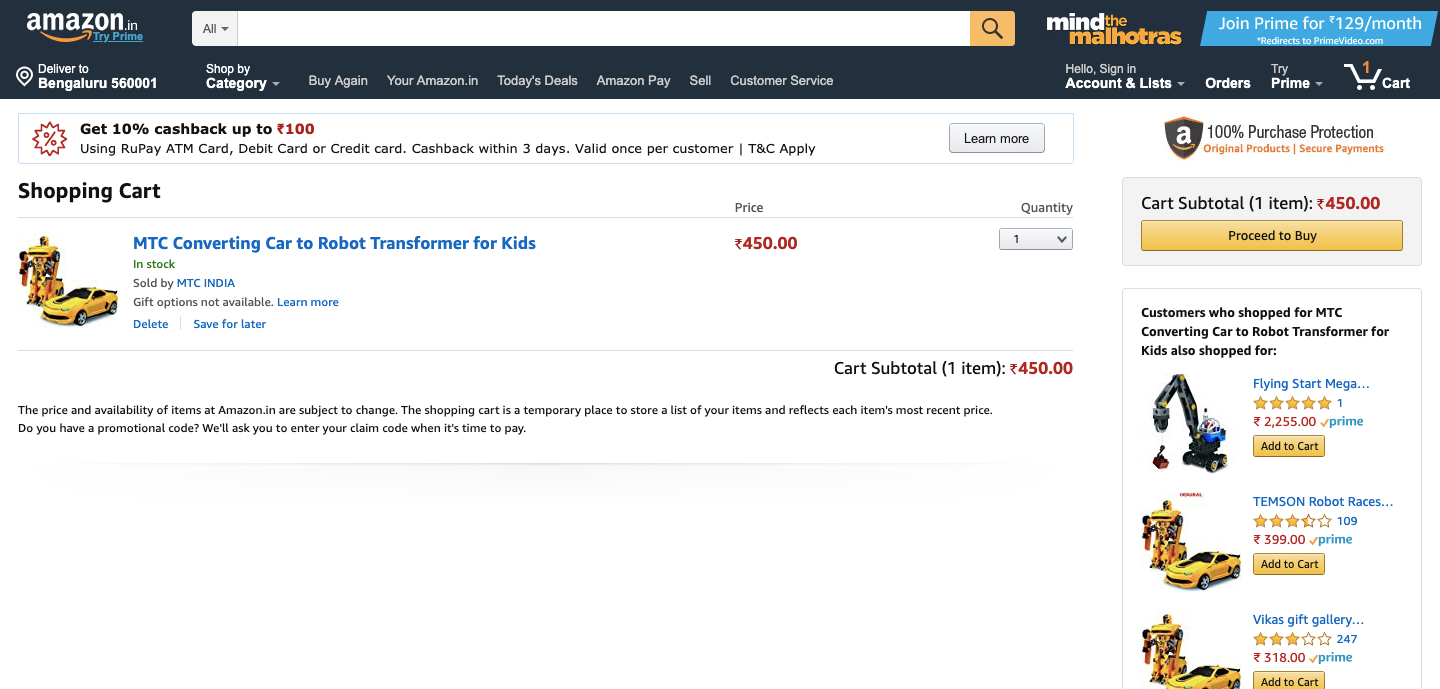 amazon.in
Try Prime
All
mind the malhotras
Join Prime for ₹129/month
*Redirects to PrimeVideo.com
Deliver to
Bengaluru 560001
Shop by
Category
Buy Again
Your Amazon.in
Today's Deals
Amazon Pay
Sell
Customer Service
Hello, Sign in
Account & Lists
Orders
Try
Prime
1
Cart
Get 10% cashback up to ₹100
Using RuPay ATM Card, Debit Card or Credit card. Cashback within 3 days. Valid once per customer | T&C Apply
Learn more
100% Purchase Protection
Original Products | Secure Payments
Shopping Cart
Price
Quantity
MTC Converting Car to Robot Transformer for Kids
₹450.00
1
In stock
Sold by MTC INDIA
Gift options not available. Learn more
Delete
Save for later
Cart Subtotal (1 item): ₹450.00
The price and availability of items at Amazon.in are subject to change. The shopping cart is a temporary place to store a list of your items and reflects each item's most recent price.
Do you have a promotional code? We'll ask you to enter your claim code when it's time to pay.
Cart Subtotal (1 item): ₹450.00
Proceed to Buy
Customers who shopped for MTC
Converting Car to Robot Transformer for
Kids also shopped for:
Flying Start Mega…
1
₹ 2,255.00 prime
Add to Cart
TEMSON Robot Races…
109
₹ 399.00 prime
Add to Cart
Vikas gift gallery…
247
₹ 318.00 prime
Add to Cart